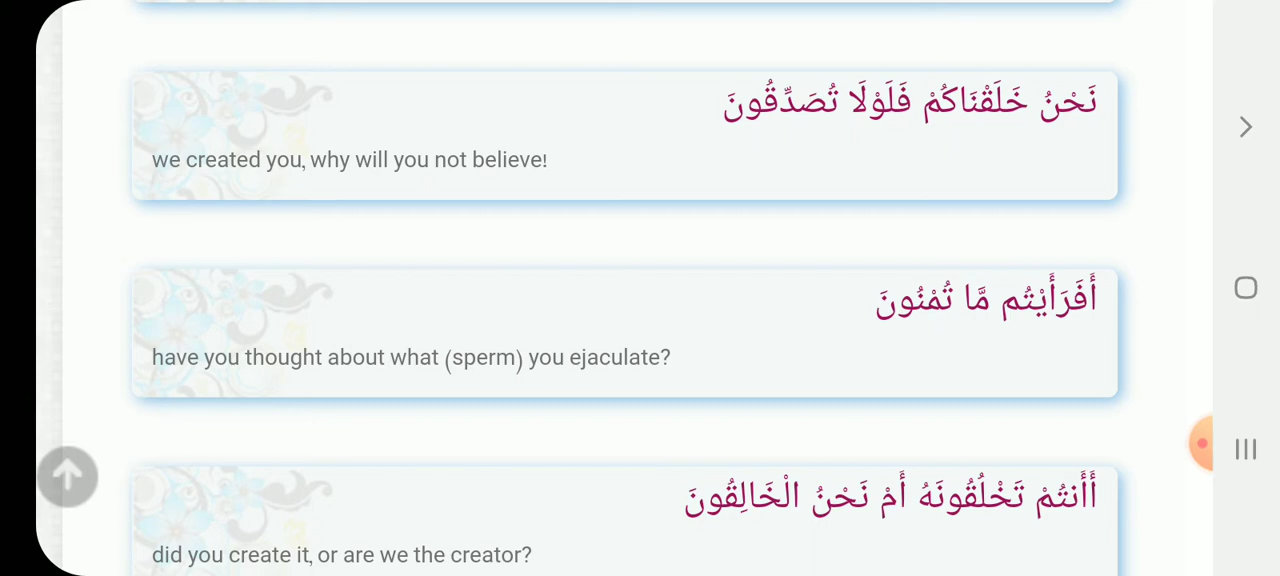 نَحْنُ خَلَقْنَاكُمْ فَلَوْلَا تُصَدِّقُونَ
we created you, why will you not believe!
أَفَرَأَيْتُم مَّا تُمْنُونَ
have you thought about what (sperm) you ejaculate?
أَأَنتُمْ تَخْلُقُونَهُ أَمْ نَحْنُ الْخَالِقُونَ
did you create it, or are we the creator?